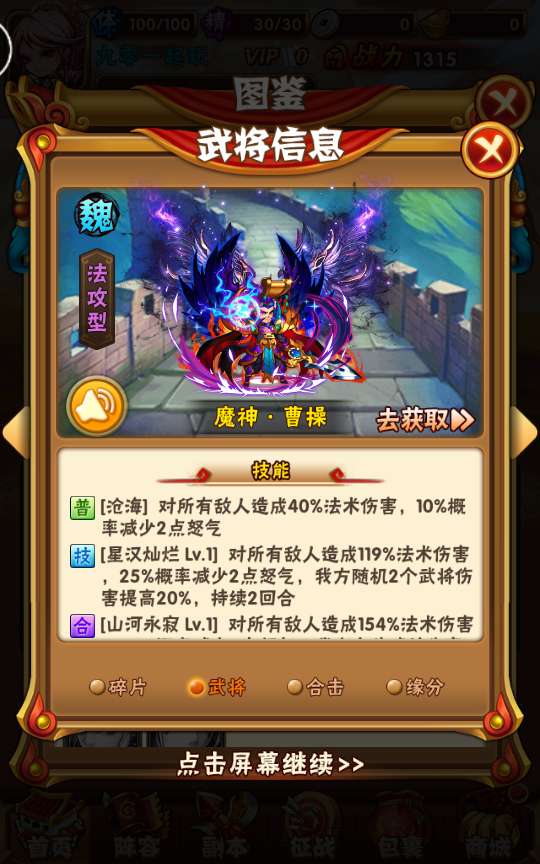 体 100/100 精 30/30 0 0
VIP 0 战力 1315
图鉴
武将信息
魏
法攻型
魔神·曹操
去获取
技能
普 [沧海] 对所有敌人造成40%法术伤害，10%概
率减少2点怒气
技 [星汉灿烂 Lv.1] 对所有敌人造成119%法术伤害
，25%概率减少2点怒气，我方随机2个武将伤
害提高20%，持续2回合
合 [山河永寂 Lv.1] 对所有敌人造成154%法术伤害
碎片 武将 合击 缘分
点击屏幕继续>>
首页 阵容 副本 征战 包裹 商城